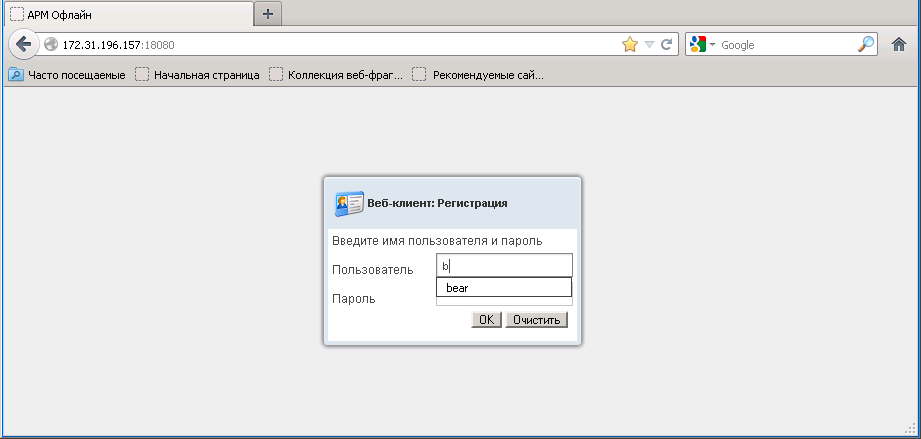 АРМ Офлайн
172.31.196.157:18080
Google
Часто посещаемые
Начальная страница
Коллекция веб-фраг...
Рекомендуемые сай...
Веб-клиент: Регистрация
Введите имя пользователя и пароль
Пользователь
b
bear
Пароль
OK
Очистить